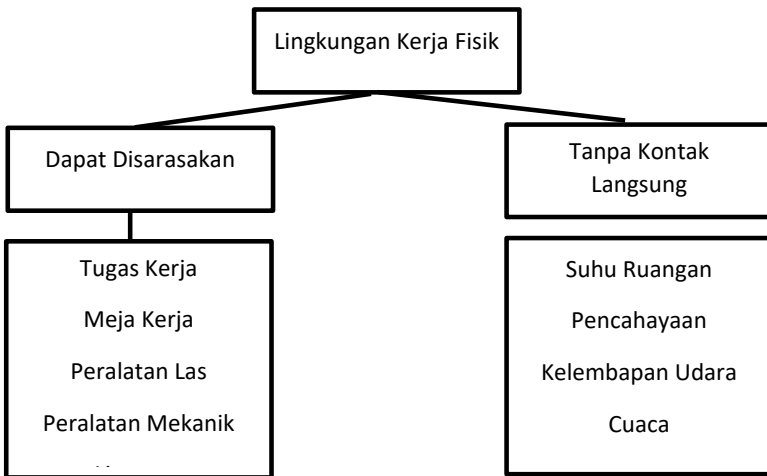 Lingkungan Kerja Fisik
Dapat Disarasakan
Tanpa Kontak
Langsung
Tugas Kerja
Meja Kerja
Peralatan Las
Peralatan Mekanik
Suhu Ruangan
Pencahayaan
Kelembapan Udara
Cuaca